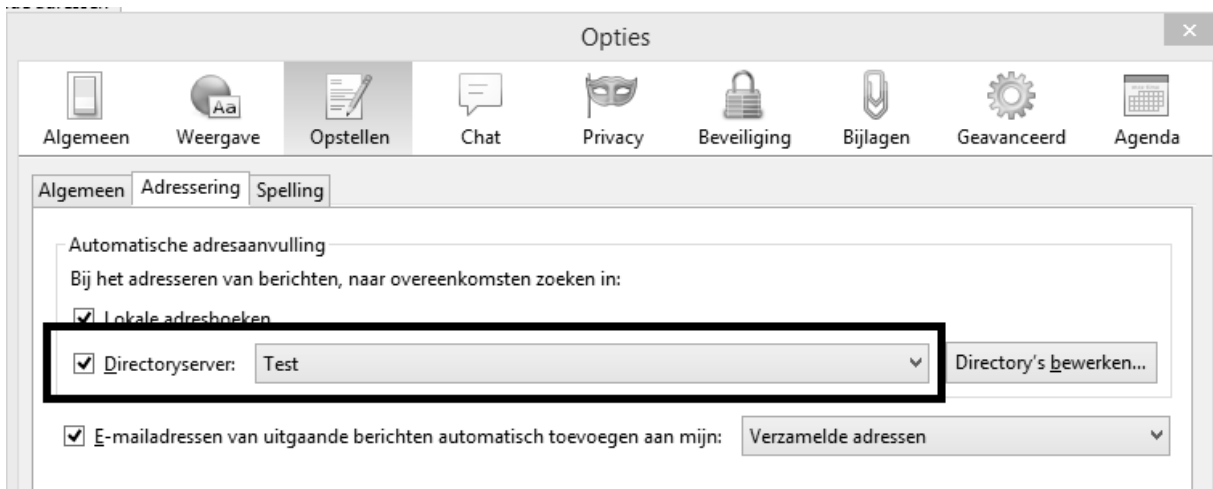 Opties
Algemeen Weergave Opstellen Chat Privacy Beveiliging Bijlagen Geavanceerd Agenda
Algemeen Adressering Spelling
Automatische adresaanvulling
Bij het adresseren van berichten, naar overeenkomsten zoeken in:
Lokale adresboeken
Directoryserver: Test Directory's bewerken...
E-mailadressen van uitgaande berichten automatisch toevoegen aan mijn: Verzamelde adressen